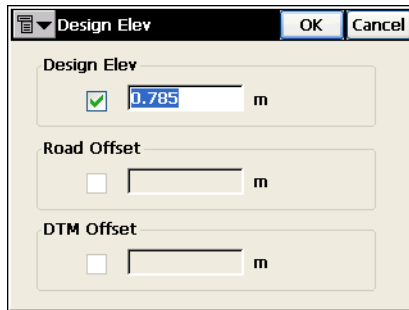 Design Elev OK Cancel
Design Elev
0.785 m
Road Offset
m
DTM Offset
m